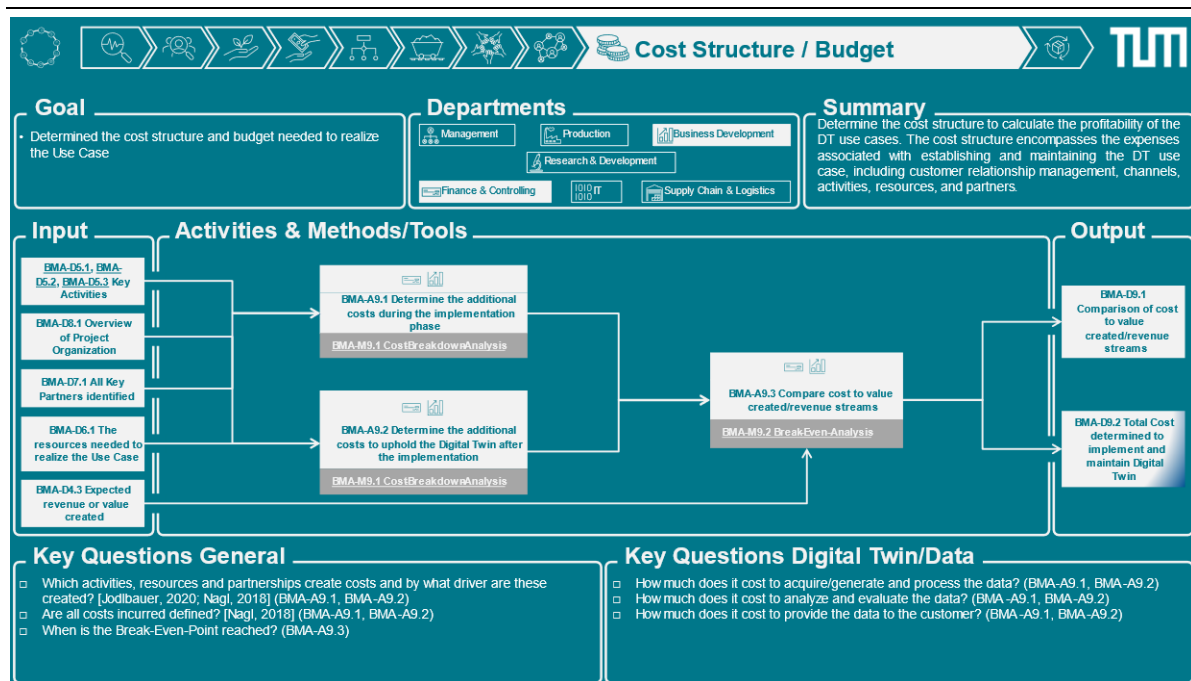 Cost Structure / Budget
TUM
Goal
• Determined the cost structure and budget needed to realize
the Use Case
Departments
Management
Production
Business Development
Research & Development
Finance & Controlling
1010
1010
IT
Supply Chain & Logistics
Summary
Determine the cost structure to calculate the profitability of the
DT use cases. The cost structure encompasses the expenses
associated with establishing and maintaining the DT use
case, including customer relationship management, channels,
activities, resources, and partners.
Input
BMA-D5.1, BMA-
D5.2, BMA-D5.3 Key
Activities
BMA-D8.1 Overview
of Project
Organization
BMA-D7.1 All Key
Partners identified
BMA-D6.1 The
resources needed to
realize the Use Case
BMA-D4.3 Expected
revenue or value
created
Activities & Methods/Tools
BMA-A9.1 Determine the additional
costs during the implementation
phase
BMA-M9.1 CostBreakdownAnalysis
BMA-A9.2 Determine the additional
costs to uphold the Digital Twin after
the implementation
BMA-M9.1 CostBreakdownAnalysis
BMA-A9.3 Compare cost to value
created/revenue streams
BMA-M9.2 BreakEven-Analysis
Output
BMA-D9.1
Comparison of cost
to value
created/revenue
streams
BMA-D9.2 Total Cost
determined to
implement and
maintain Digital
Twin
Key Questions General
□ Which activities, resources and partnerships create costs and by what driver are these
created? [Jodlbauer, 2020; Nagl, 2018] (BMA-A9.1, BMA-A9.2)
□ Are all costs incurred defined? [Nagl, 2018] (BMA-A9.1, BMA-A9.2)
□ When is the Break-Even-Point reached? (BMA-A9.3)
Key Questions Digital Twin/Data
□ How much does it cost to acquire/generate and process the data? (BMA-A9.1, BMA-A9.2)
□ How much does it cost to analyze and evaluate the data? (BMA-A9.1, BMA-A9.2)
□ How much does it cost to provide the data to the customer? (BMA-A9.1, BMA-A9.2)